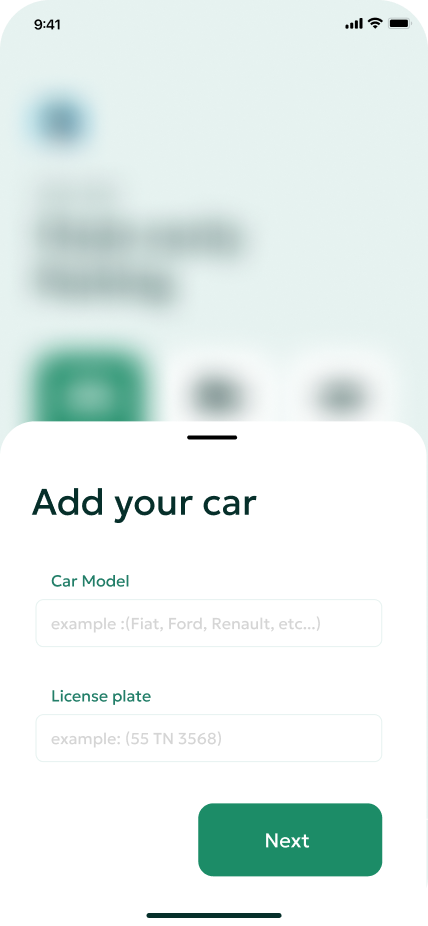 9:41
Add your car
Car Model
example :(Fiat, Ford, Renault, etc...)
License plate
example: (55 TN 3568)
Next